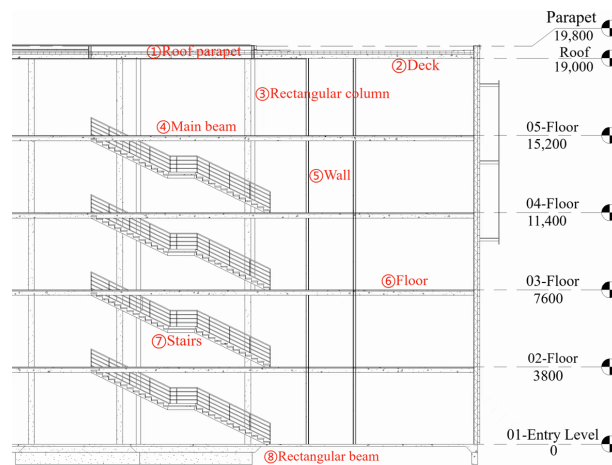 Parapet
19,800
①Roof parapet
Roof
19,000
②Deck
③Rectangular column
④Main beam
05-Floor
15,200
⑤Wall
04-Floor
11,400
⑥Floor
03-Floor
7600
⑦Stairs
02-Floor
3800
01-Entry Level
0
⑧Rectangular beam